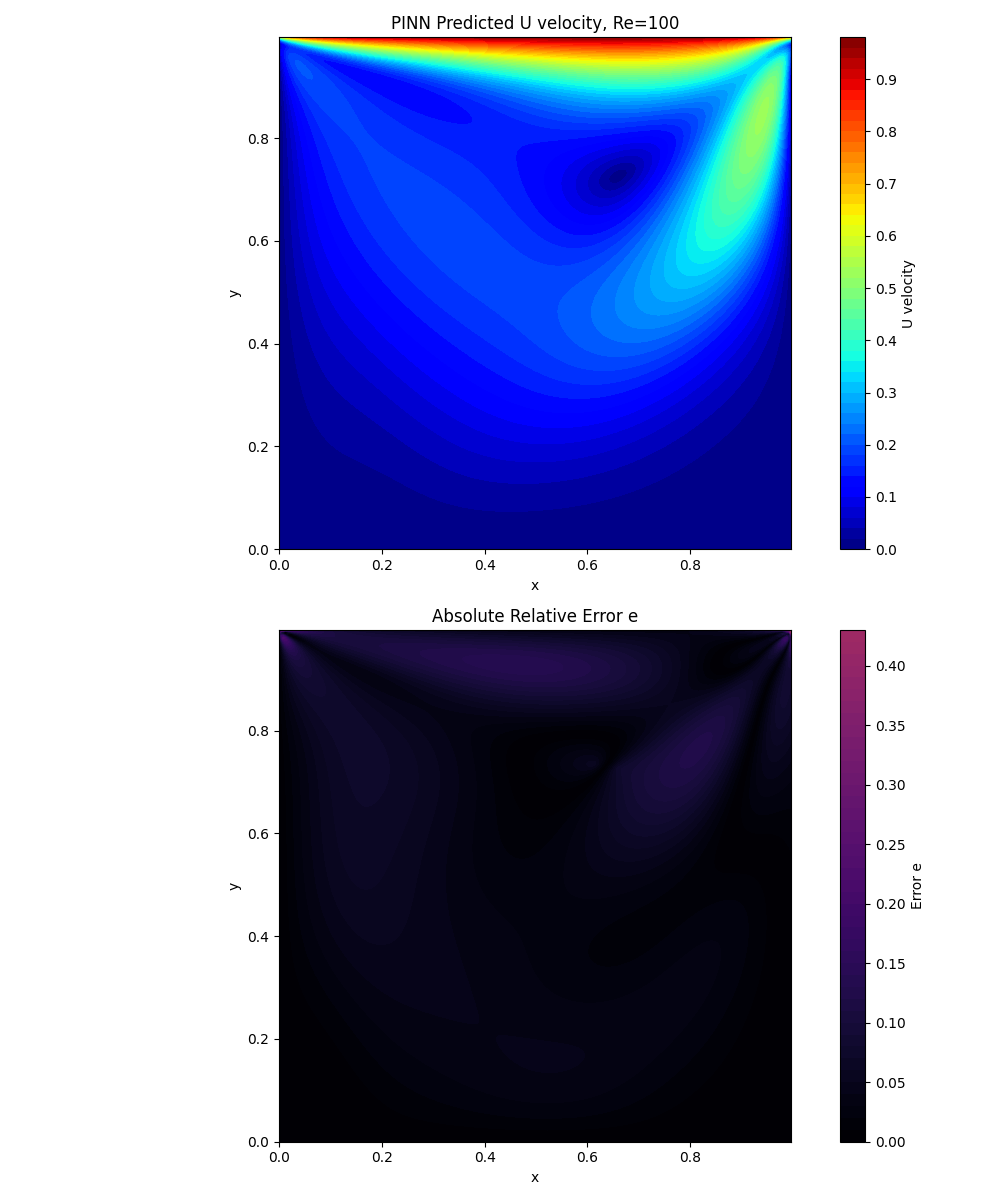 PINN Predicted U velocity, Re=100
0.8
0.6
0.4
0.2
0.0
y
0.0 0.2 0.4 0.6 0.8
x
0.9
0.8
0.7
0.6
0.5
0.4
0.3
0.2
0.1
0.0
U velocity
Absolute Relative Error e
0.8
0.6
0.4
0.2
0.0
y
0.0 0.2 0.4 0.6 0.8
x
0.40
0.35
0.30
0.25
0.20
0.15
0.10
0.05
0.00
Error e